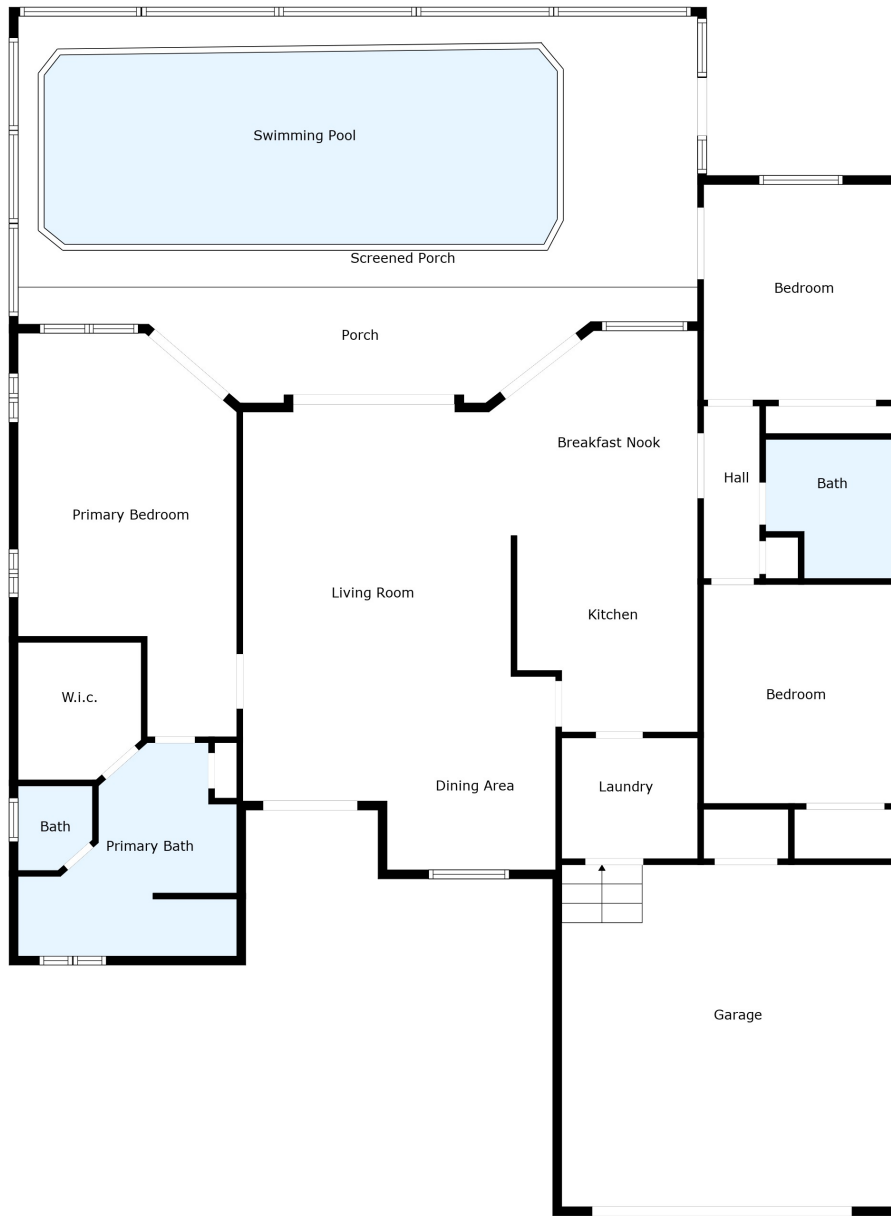 Swimming Pool
Screened Porch
Bedroom
Porch
Breakfast Nook
Hall
Bath
Primary Bedroom
Living Room
Kitchen
Bedroom
W.i.c.
Dining Area
Laundry
Bath
Primary Bath
Garage